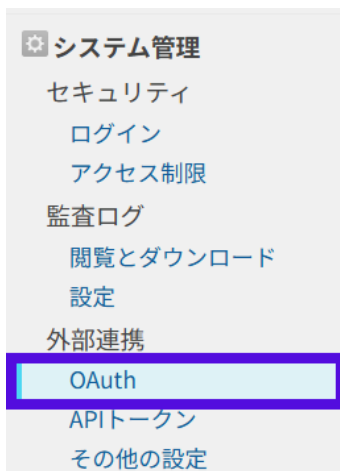 システム管理
セキュリティ
ログイン
アクセス制限
監査ログ
閲覧とダウンロード
設定
外部連携
OAuth
APIトークン
その他の設定